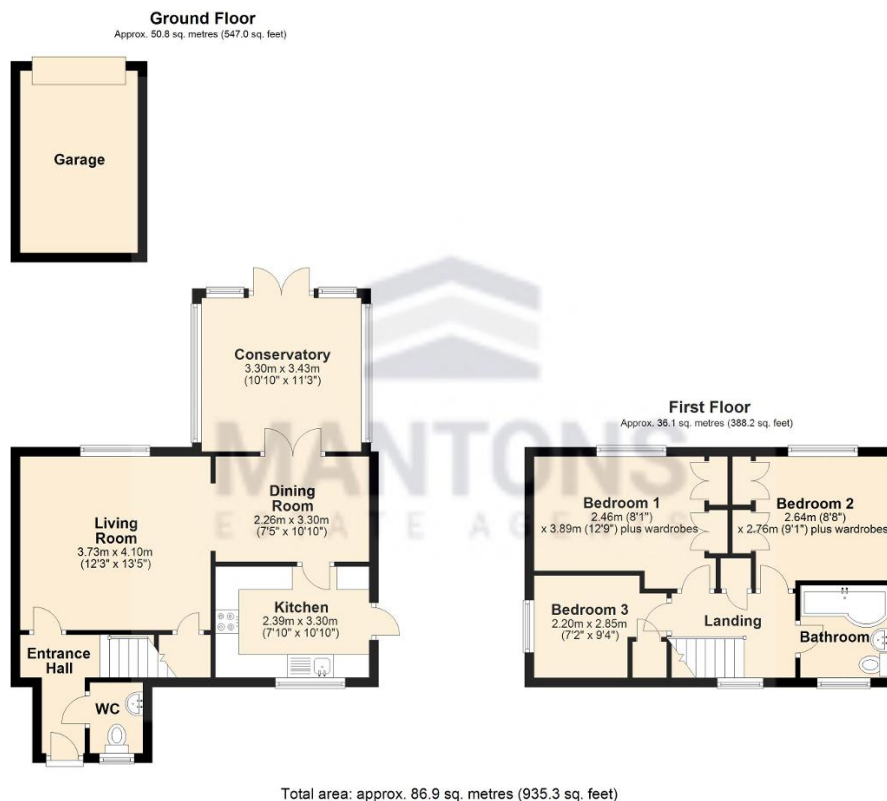 Ground Floor
Approx. 50.8 sq. metres (547.0 sq. feet)
Garage
Conservatory
3.30m x 3.43m
(10'10" x 11'3")
MANTONS
ESTATE AGENTS
Living
Room
3.73m x 4.10m
(12'3" x 13'5")
Dining
Room
2.26m x 3.30m
(7'5" x 10'10")
Kitchen
2.39m x 3.30m
(7'10" x 10'10")
Entrance
Hall
WC
First Floor
Approx. 36.1 sq. metres (388.2 sq. feet)
Bedroom 1
2.46m (8'1")
x 3.89m (12'9") plus wardrobes
Bedroom 2
2.64m (8'8")
x 2.76m (9'1") plus wardrobes
Bedroom 3
2.20m x 2.85m
(7'2" x 9'4")
Landing
Bathroom
Total area: approx. 86.9 sq. metres (935.3 sq. feet)